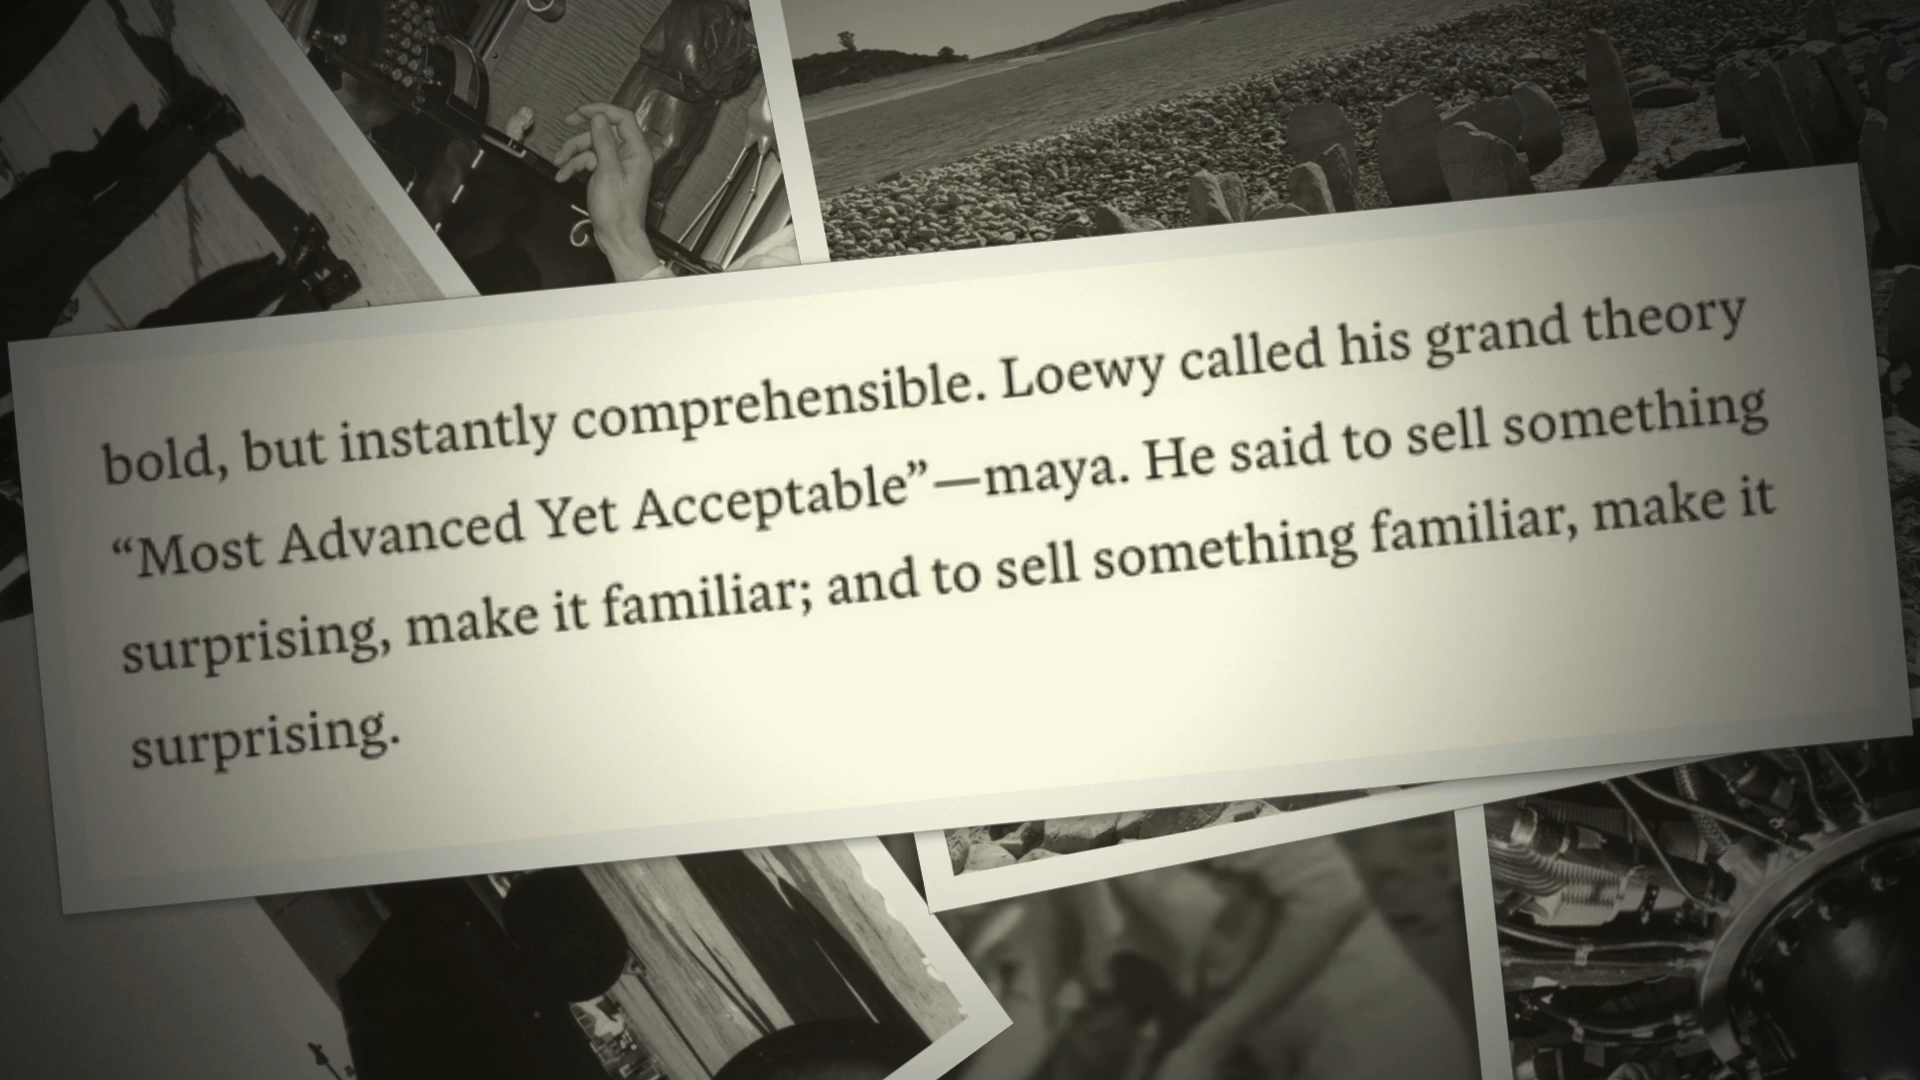 bold, but instantly comprehensible. Loewy called his grand theory
“Most Advanced Yet Acceptable”—maya. He said to sell something
surprising, make it familiar; and to sell something familiar, make it
surprising.